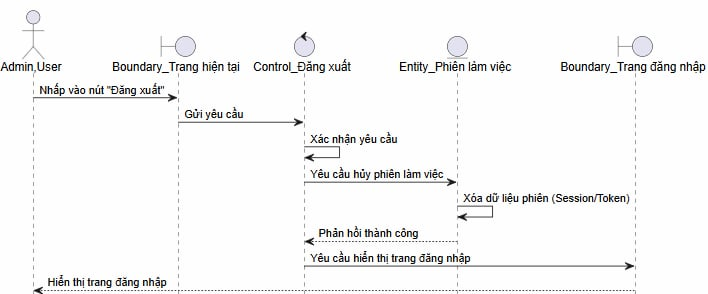 Admin,User
Boundary_Trang hiện tại
Control_Đăng xuất
Entity_Phiên làm việc
Boundary_Trang đăng nhập
Nhấp vào nút "Đăng xuất"
Gửi yêu cầu
Xác nhận yêu cầu
Yêu cầu hủy phiên làm việc
Xóa dữ liệu phiên (Session/Token)
Phản hồi thành công
Yêu cầu hiển thị trang đăng nhập
Hiển thị trang đăng nhập